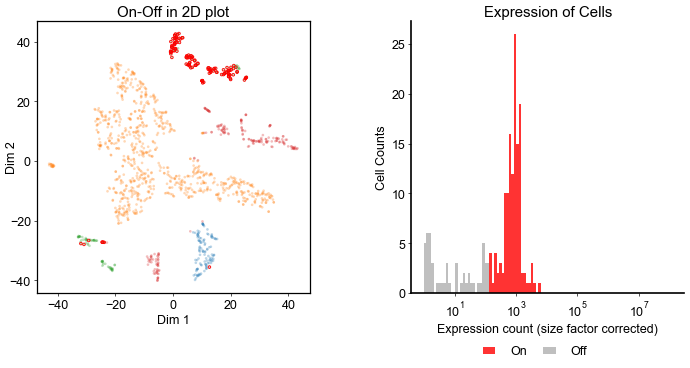 On-Off in 2D plot
Dim 2
40
20
0
−20
−40
−40 −20 0 20 40
Dim 1
Expression of Cells
Cell Counts
25
20
15
10
5
0
10^1 10^3 10^5 10^7
Expression count (size factor corrected)
On Off